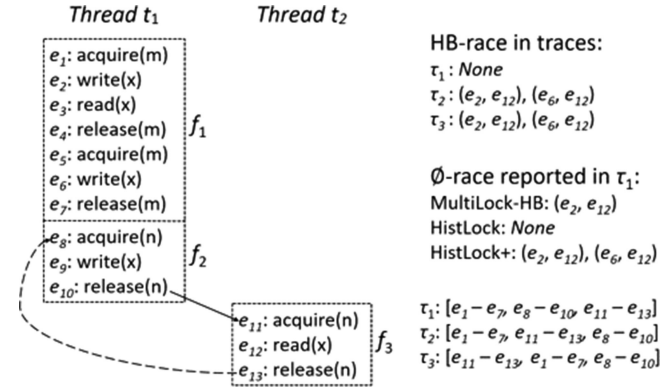 Thread t₁
Thread t₂
e₁: acquire(m)
e₂: write(x)
e₃: read(x)
e₄: release(m)
e₅: acquire(m)
e₆: write(x)
e₇: release(m)
f₁
e₈: acquire(n)
e₉: write(x)
e₁₀: release(n)
f₂
e₁₁: acquire(n)
e₁₂: read(x)
e₁₃: release(n)
f₃
HB-race in traces:
τ₁: None
τ₂: (e₂, e₁₂), (e₆, e₁₂)
τ₃: (e₂, e₁₂), (e₆, e₁₂)
Ø-race reported in τ₁:
MultiLock-HB: (e₂, e₁₂)
HistLock: None
HistLock+: (e₂, e₁₂), (e₆, e₁₂)
τ₁: [e₁ – e₇, e₈ – e₁₀, e₁₁ – e₁₃]
τ₂: [e₁ – e₇, e₁₁ – e₁₃, e₈ – e₁₀]
τ₃: [e₁₁ – e₁₃, e₁ – e₇, e₈ – e₁₀]